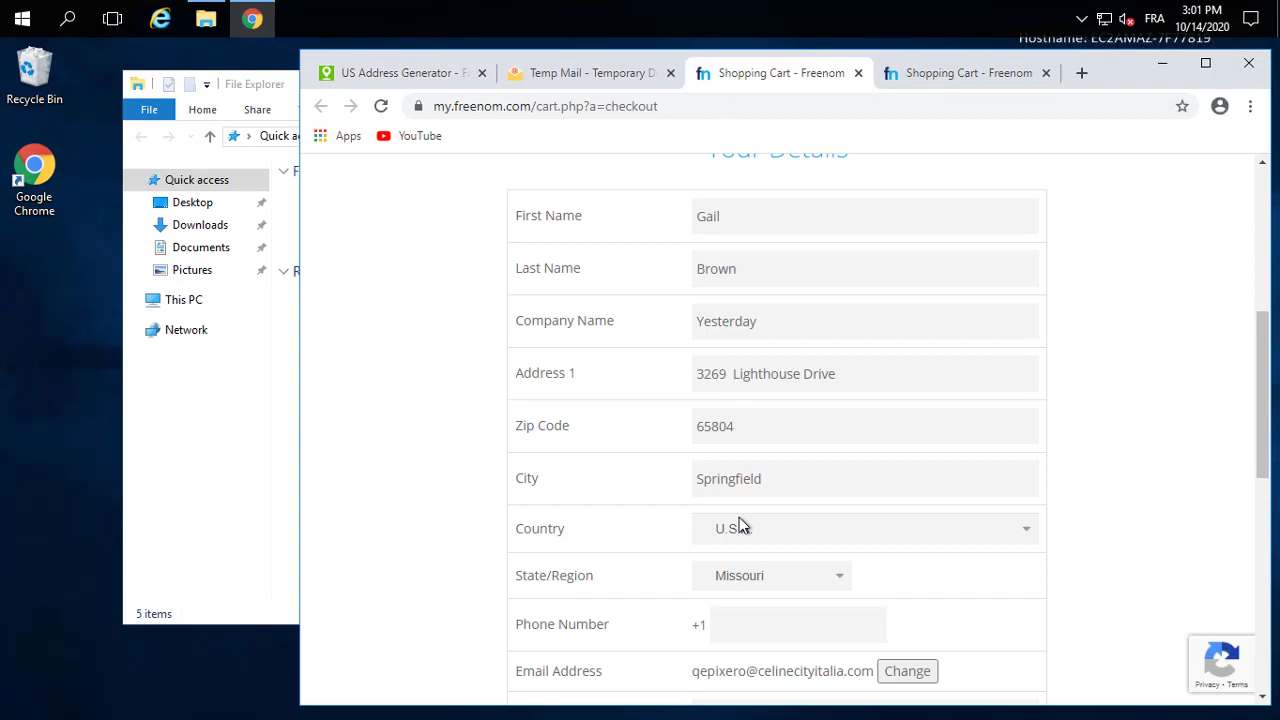 FRA
3:01 PM
10/14/2020
Hostname: EC2AMAZ-7F77819
Recycle Bin
Google Chrome
File Explorer
File Home Share
Quick a
Quick access
Desktop
Downloads
Documents
Pictures
This PC
Network
5 items
US Address Generator - F
Temp Mail - Temporary D
Shopping Cart - Freenom
Shopping Cart - Freenom
my.freenom.com/cart.php?a=checkout
Apps YouTube
Your Details
First Name Gail
Last Name Brown
Company Name Yesterday
Address 1 3269 Lighthouse Drive
Zip Code 65804
City Springfield
Country U.S
State/Region Missouri
Phone Number +1
Email Address qepixero@celinecityitalia.com Change
Privacy - Terms